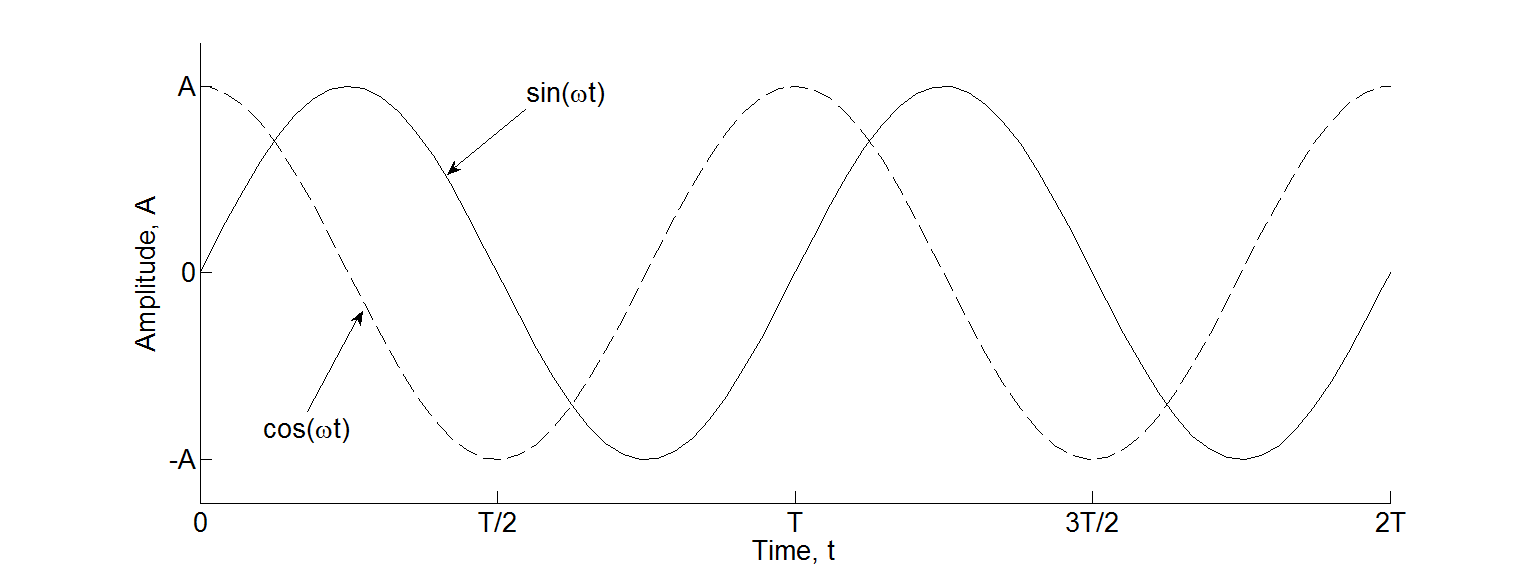 A
sin(ωt)
Amplitude, A
0
cos(ωt)
-A
0
T/2
T
3T/2
2T
Time, t